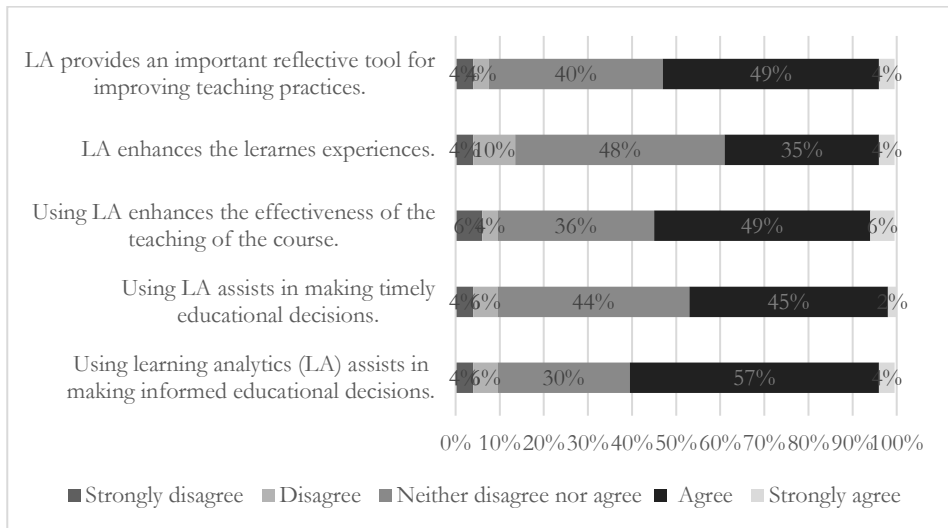 LA provides an important reflective tool for
improving teaching practices.
4% 4% 40% 49% 4%
LA enhances the lerarnes experiences.
4% 10% 48% 35% 4%
Using LA enhances the effectiveness of the
teaching of the course.
6% 4% 36% 49% 6%
Using LA assists in making timely
educational decisions.
4% 6% 44% 45% 2%
Using learning analytics (LA) assists in
making informed educational decisions.
4% 6% 30% 57% 4%
0% 10% 20% 30% 40% 50% 60% 70% 80% 90% 100%
Strongly disagree Disagree Neither disagree nor agree Agree Strongly agree